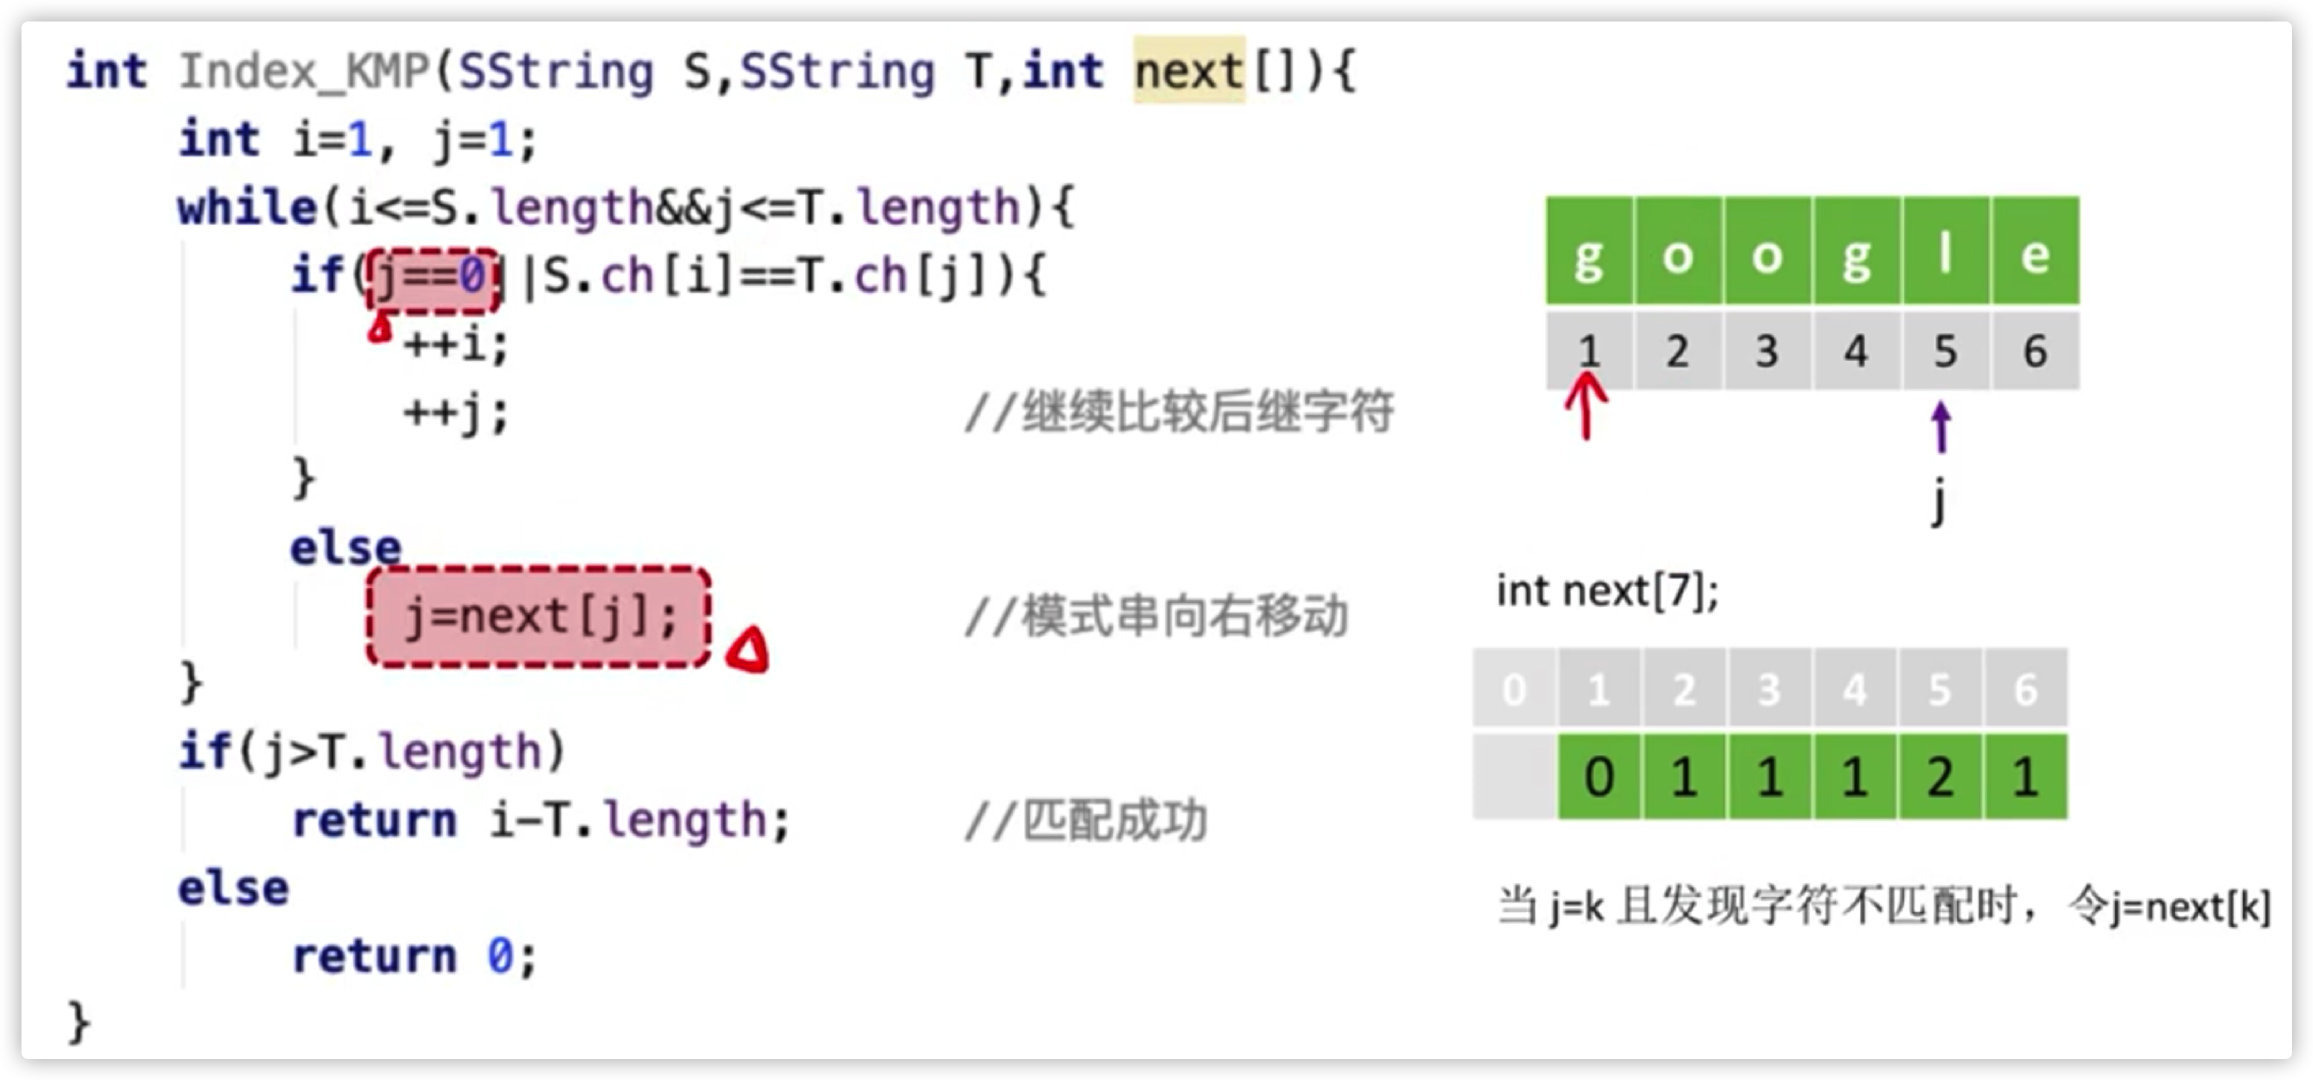 int Index_KMP(SString S,SString T,int next[]){
int i=1, j=1;
while(i<=S.length&&j<=T.length){
if(j==0||S.ch[i]==T.ch[j]){
++i;
++j; //继续比较后继字符
}
else
j=next[j]; //模式串向右移动
}
if(j>T.length)
return i-T.length; //匹配成功
else
return 0;
}
g o o g l e
1 2 3 4 5 6
j
int next[7];
0 1 2 3 4 5 6
0 1 1 1 2 1
当 j=k 且发现字符不匹配时，令j=next[k]